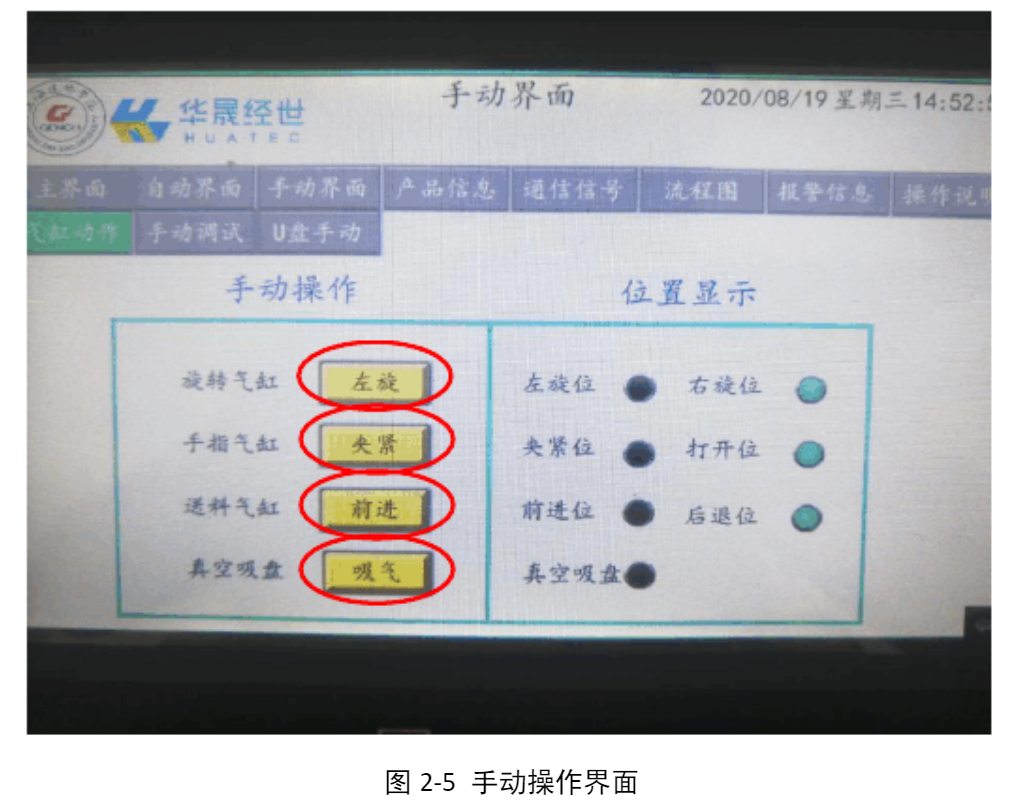 手动界面
2020/08/19 星期三 14:52:
GENCH
华晟经世
HUATEC
主界面 自动界面 手动界面 产品信息 通信信号 流程图 报警信息 操作说明
气缸动作 手动调试 U盘手动
手动操作 位置显示
旋转气缸 左旋 左旋位 右旋位
手指气缸 夹紧 夹紧位 打开位
送料气缸 前进 前进位 后退位
真空吸盘 吸气 真空吸盘
图 2-5 手动操作界面